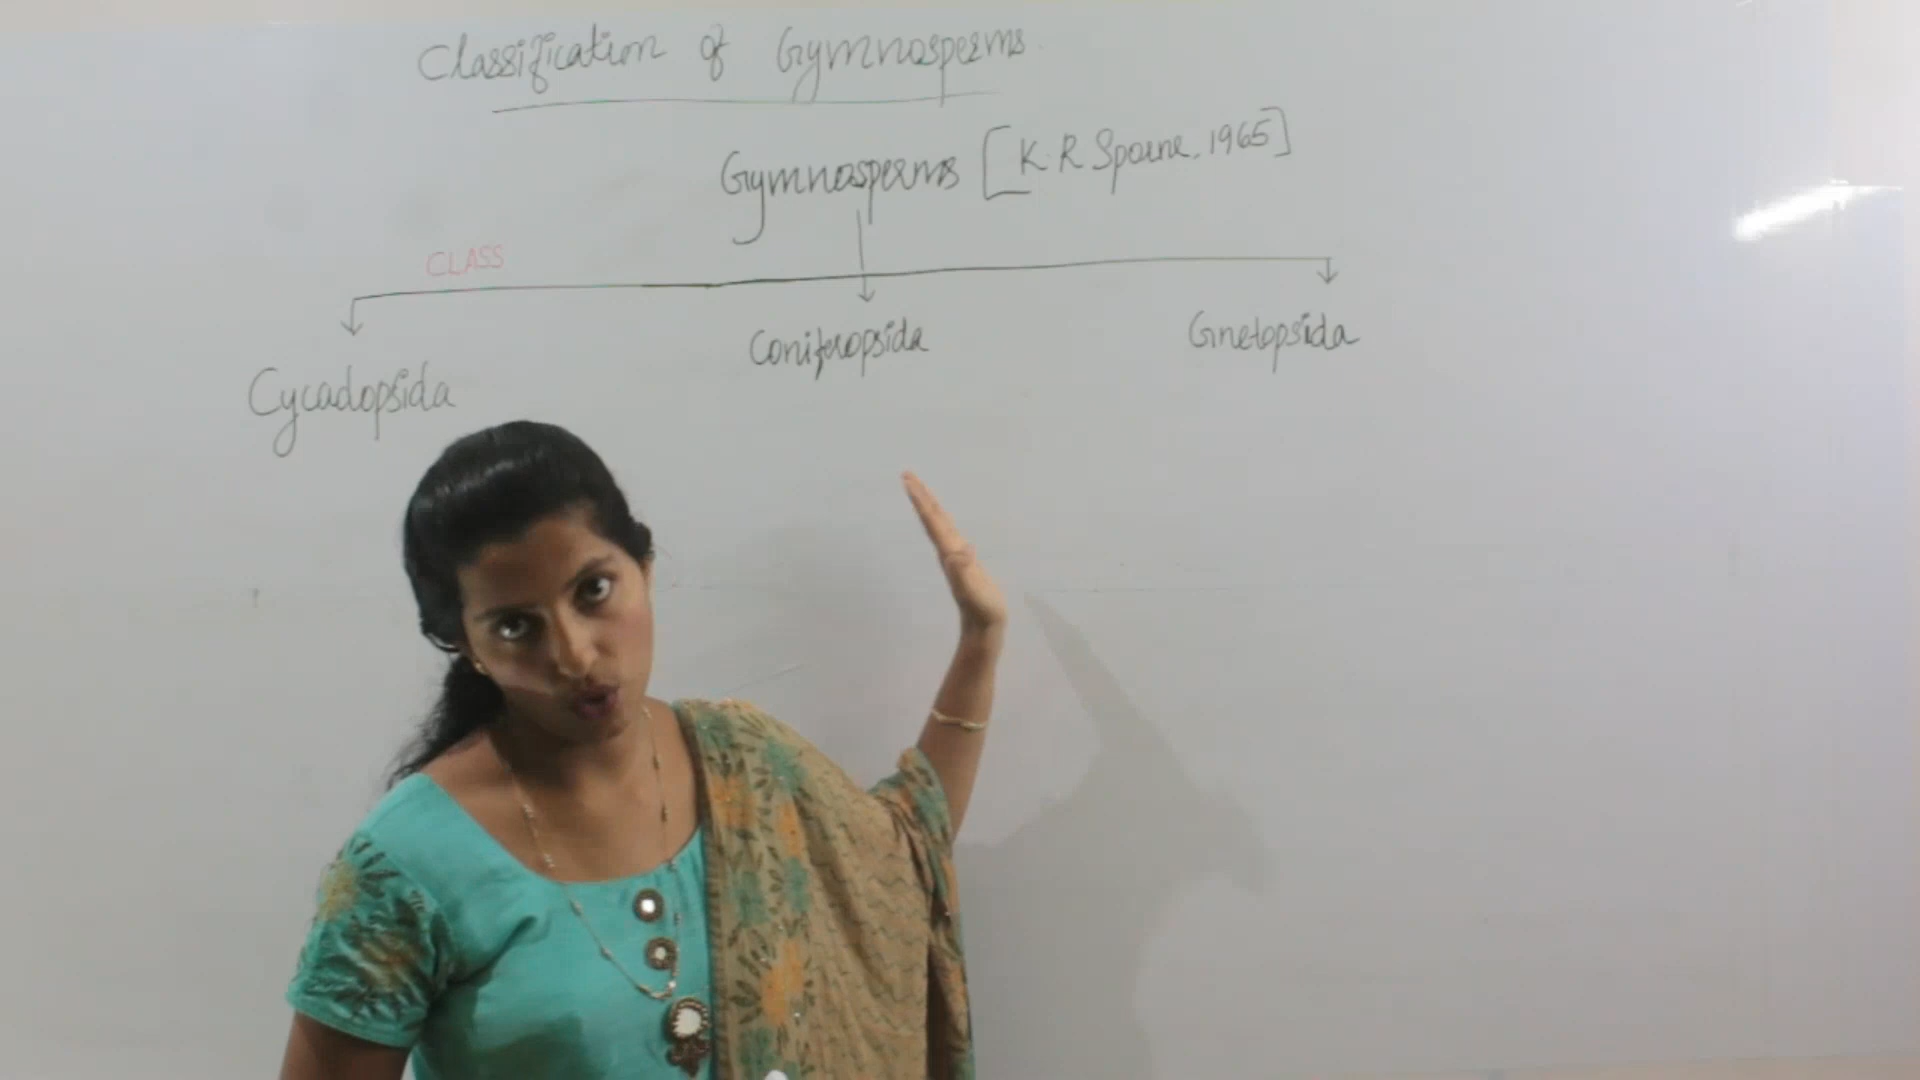 Classification of Gymnosperms.
Gymnosperms [K. R Sporne, 1965]
CLASS
Cycadopsida Coniferopsida Gnetopsida